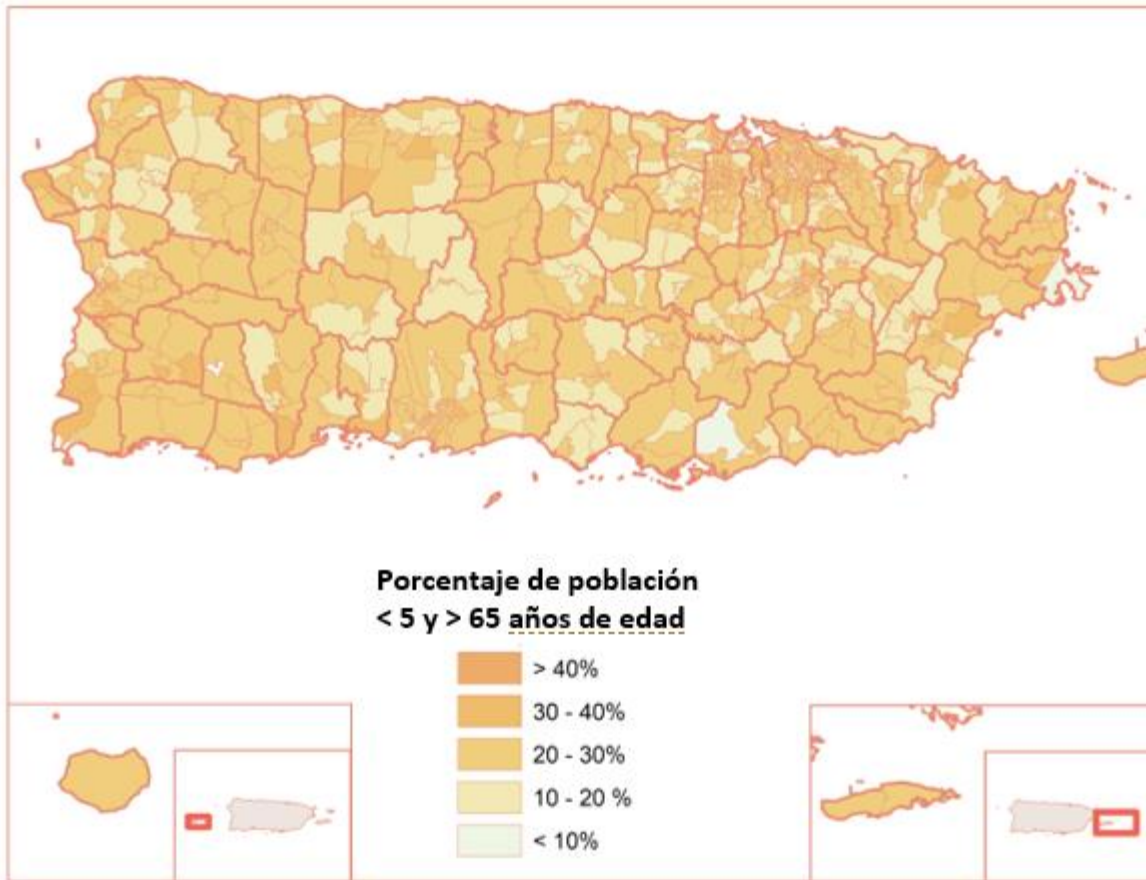 Porcentaje de población
< 5 y > 65 años de edad
> 40%
30 - 40%
20 - 30%
10 - 20 %
< 10%